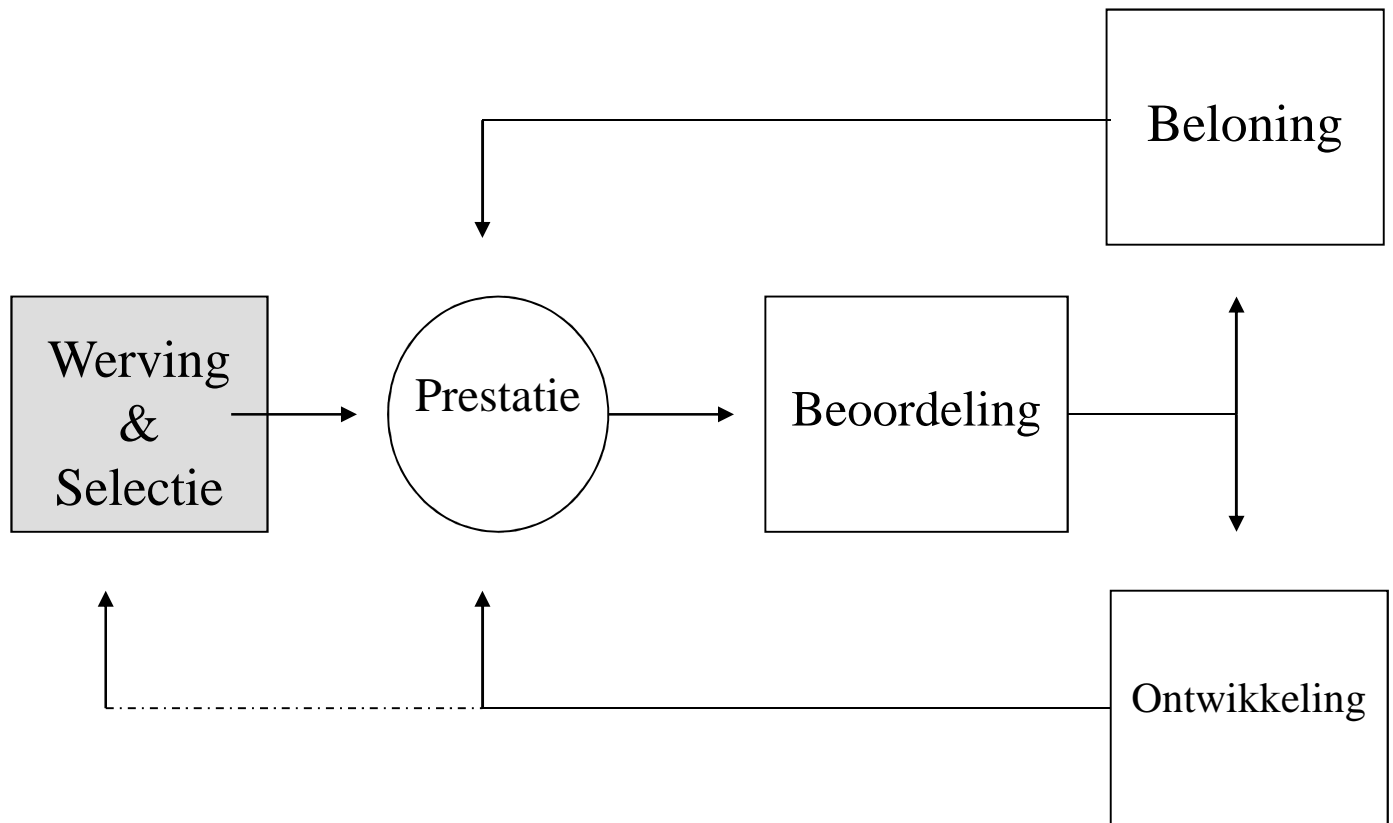 Beloning
Werving
&
Selectie
Prestatie
Beoordeling
Ontwikkeling